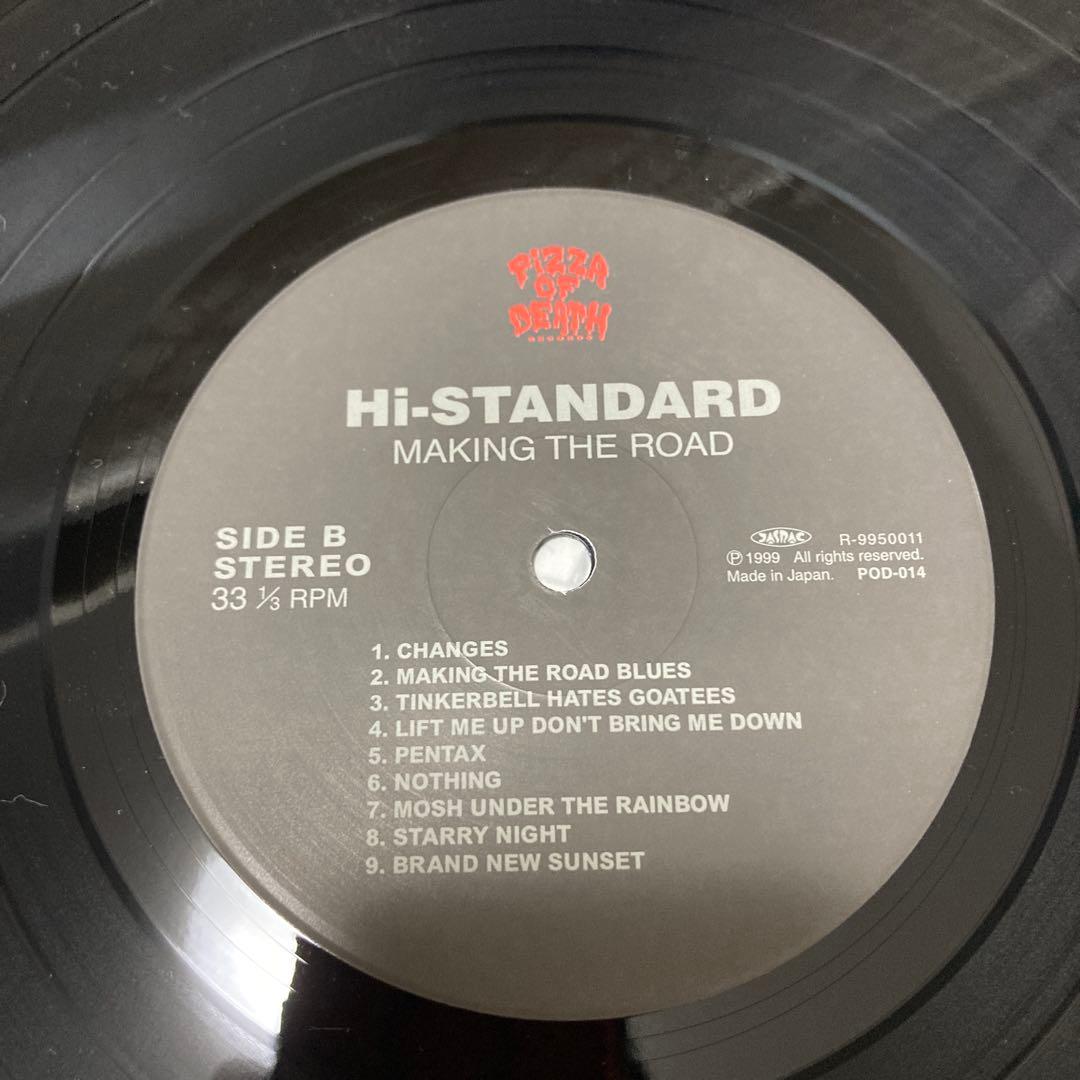 PiZZA
OF
DEATH
RECORDS
Hi-STANDARD
MAKING THE ROAD
SIDE B
STEREO
33 ⅓ RPM
JASRAC R-9950011
Ⓟ 1999 All rights reserved.
Made in Japan. POD-014
1. CHANGES
2. MAKING THE ROAD BLUES
3. TINKERBELL HATES GOATEES
4. LIFT ME UP DON'T BRING ME DOWN
5. PENTAX
6. NOTHING
7. MOSH UNDER THE RAINBOW
8. STARRY NIGHT
9. BRAND NEW SUNSET